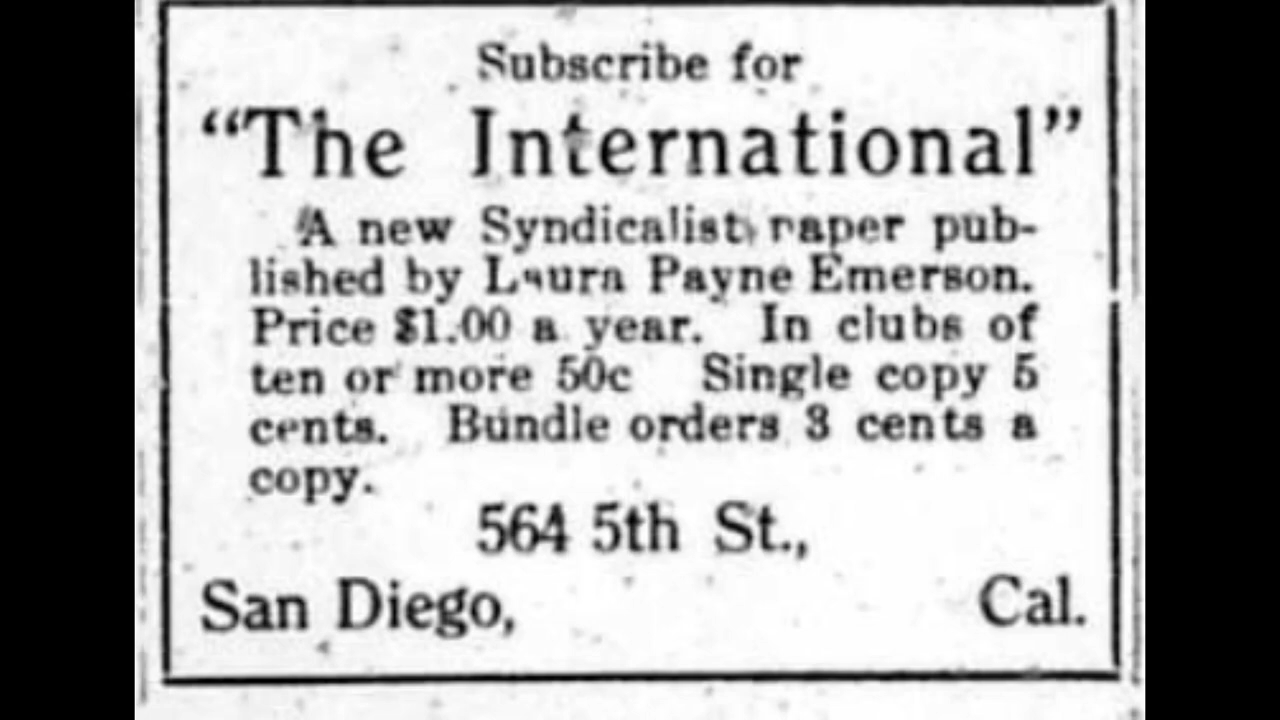 Subscribe for
“The International”
A new Syndicalist paper pub-
lished by Laura Payne Emerson.
Price $1.00 a year. In clubs of
ten or more 50c Single copy 5
cents. Bundle orders 3 cents a
copy.
564 5th St.,
San Diego, Cal.